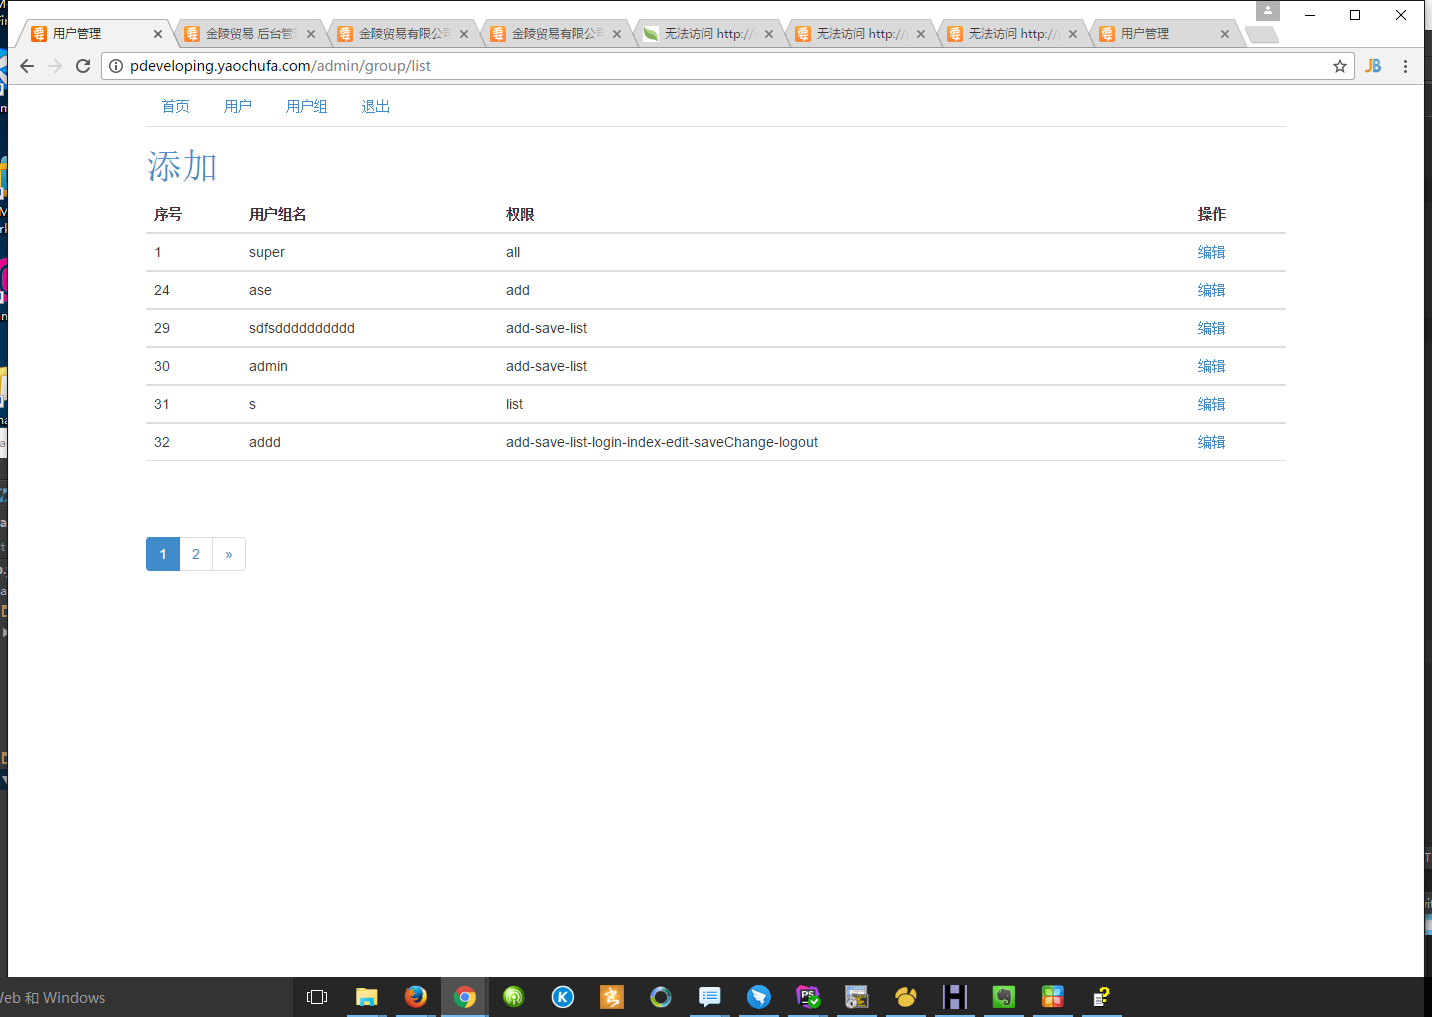 用户管理
金陵贸易 后台管
金陵贸易有限公
金陵贸易有限公
无法访问 http://
无法访问 http://
无法访问 http://
用户管理
pdeveloping.yaochufa.com/admin/group/list
JB
首页 用户 用户组 退出
添加
序号 用户组名 权限 操作
1 super all 编辑
24 ase add 编辑
29 sdfsdddddddddd add-save-list 编辑
30 admin add-save-list 编辑
31 s list 编辑
32 addd add-save-list-login-index-edit-saveChange-logout 编辑
1 2 »
Web 和 Windows